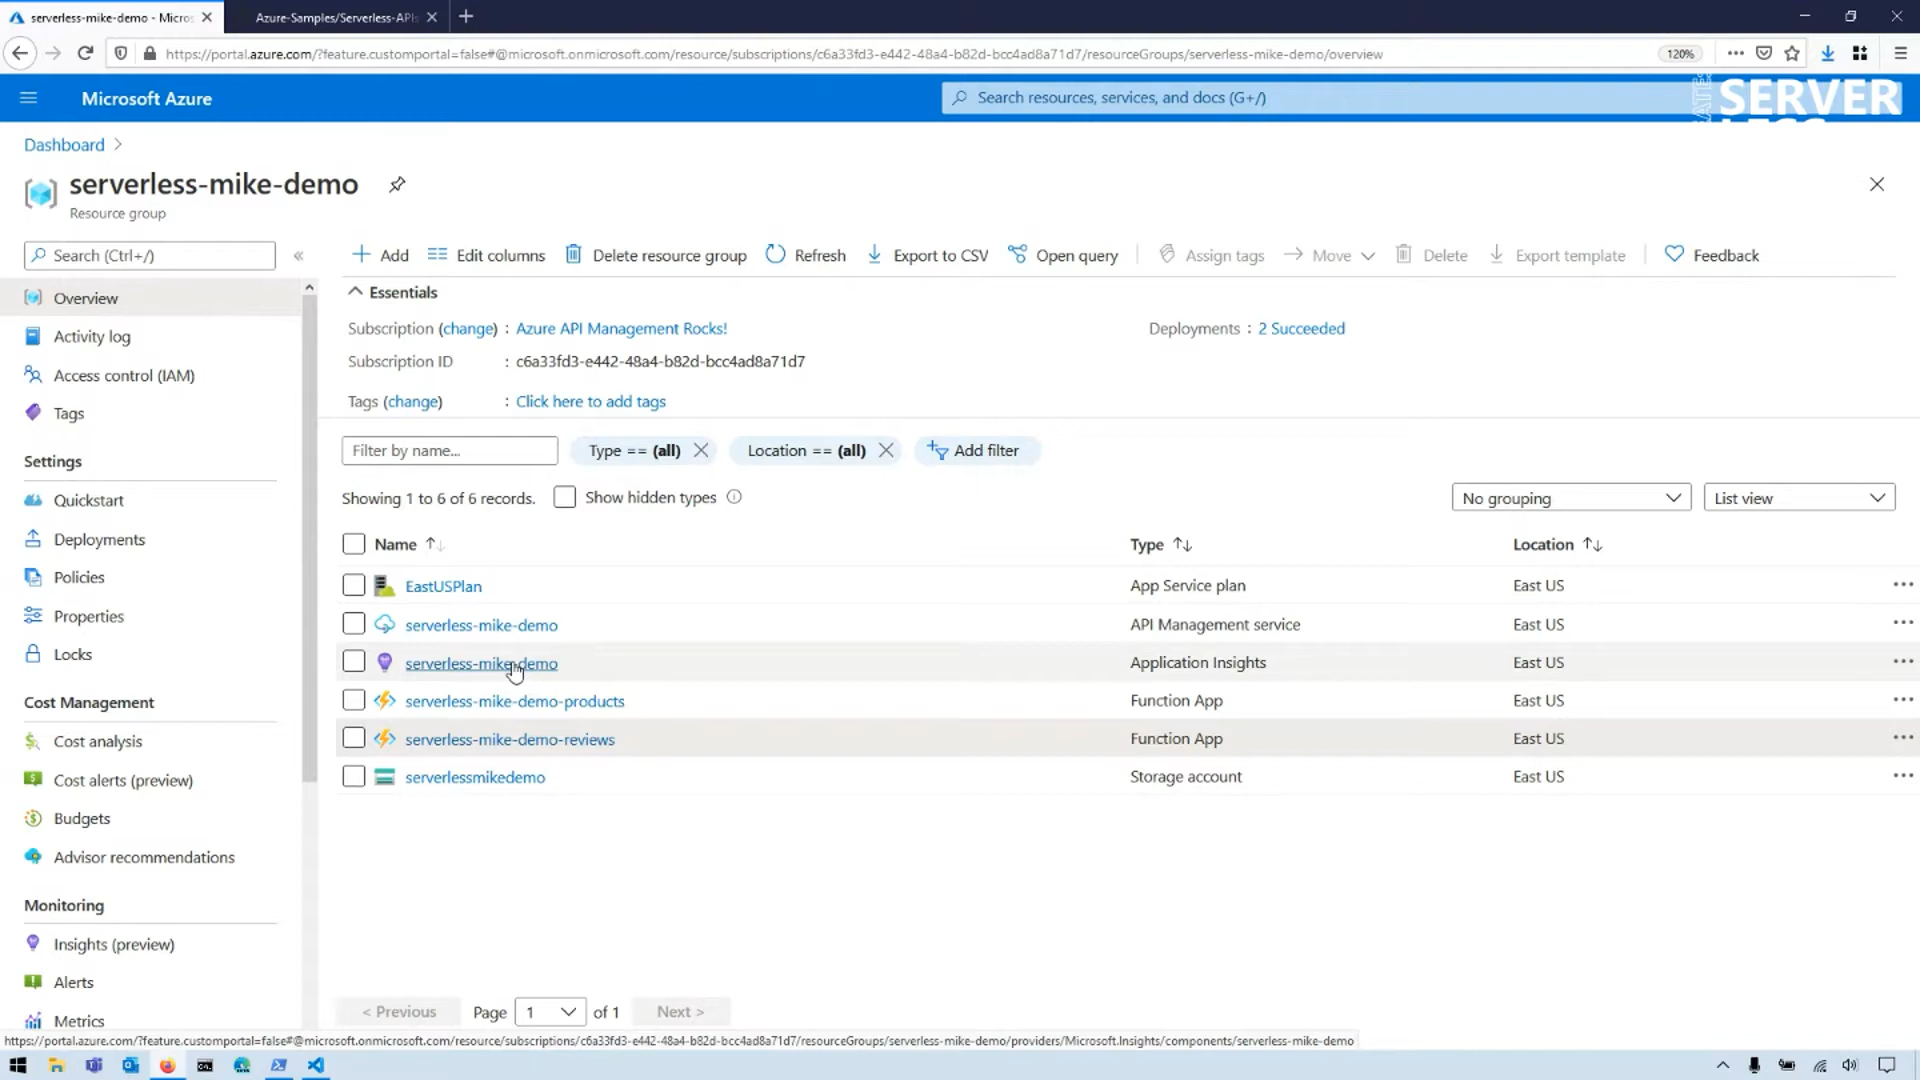 serverless-mike-demo - Micros
Azure-Samples/Serverless-APIs
https://portal.azure.com/?feature.customportal=false#@microsoft.onmicrosoft.com/resource/subscriptions/c6a33fd3-e442-48a4-b82d-bcc4ad8a71d7/resourceGroups/serverless-mike-demo/overview
120%
Microsoft Azure
Search resources, services, and docs (G+/)
SERVER
Dashboard
serverless-mike-demo
Resource group
Search (Ctrl+/)
Add
Edit columns
Delete resource group
Refresh
Export to CSV
Open query
Assign tags
Move
Delete
Export template
Feedback
Overview
Activity log
Access control (IAM)
Tags
Settings
Quickstart
Deployments
Policies
Properties
Locks
Cost Management
Cost analysis
Cost alerts (preview)
Budgets
Advisor recommendations
Monitoring
Insights (preview)
Alerts
Metrics
Essentials
Subscription (change) : Azure API Management Rocks!
Deployments : 2 Succeeded
Subscription ID : c6a33fd3-e442-48a4-b82d-bcc4ad8a71d7
Tags (change) : Click here to add tags
Filter by name...
Type == (all)
Location == (all)
Add filter
Showing 1 to 6 of 6 records.
Show hidden types
No grouping
List view
Name Type Location
EastUSPlan App Service plan East US
serverless-mike-demo API Management service East US
serverless-mike-demo Application Insights East US
serverless-mike-demo-products Function App East US
serverless-mike-demo-reviews Function App East US
serverlessmikedemo Storage account East US
< Previous Page 1 of 1 Next >
https://portal.azure.com/?feature.customportal=false#@microsoft.onmicrosoft.com/resource/subscriptions/c6a33fd3-e442-48a4-b82d-bcc4ad8a71d7/resourceGroups/serverless-mike-demo/providers/Microsoft.Insights/components/serverless-mike-demo